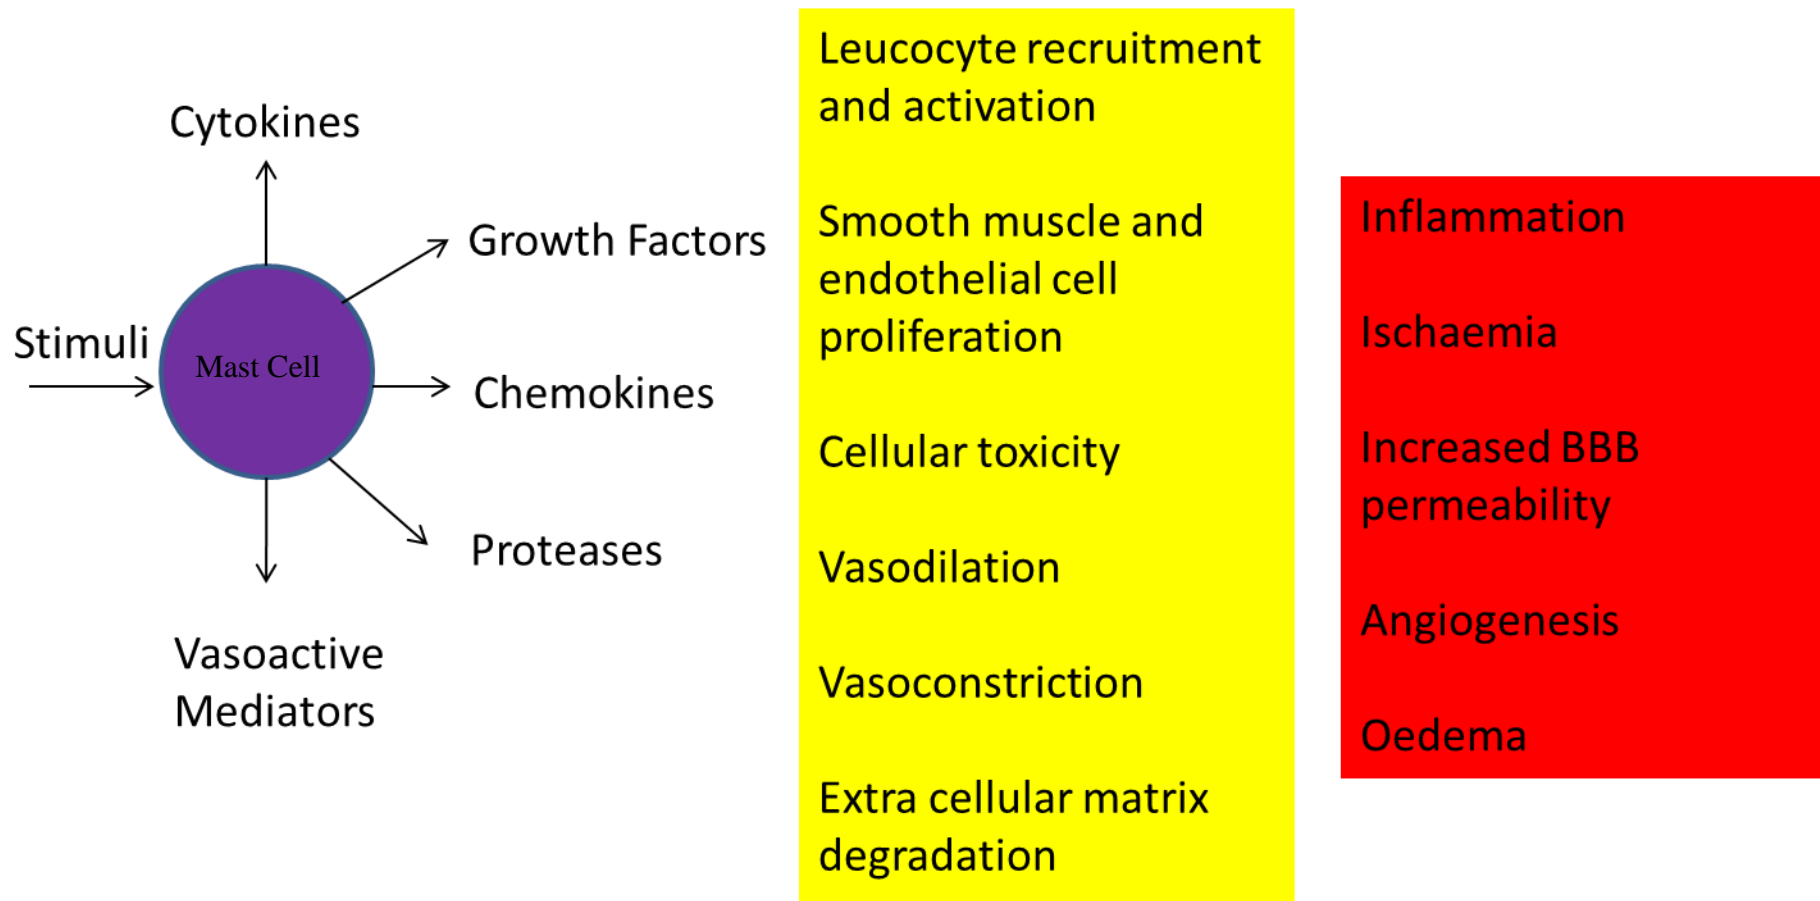 Cytokines
Growth Factors
Stimuli
Mast Cell
Chemokines
Proteases
Vasoactive
Mediators
Leucocyte recruitment
and activation
Smooth muscle and
endothelial cell
proliferation
Cellular toxicity
Vasodilation
Vasoconstriction
Extra cellular matrix
degradation
Inflammation
Ischaemia
Increased BBB
permeability
Angiogenesis
Oedema